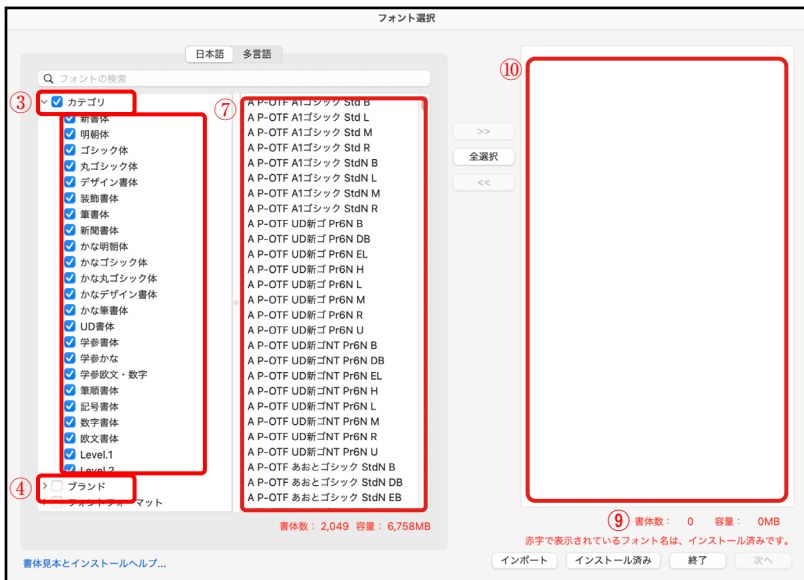 フォント選択
日本語 多言語
フォントの検索
③ カテゴリ
新書体
明朝体
ゴシック体
丸ゴシック体
デザイン書体
装飾書体
筆書体
新聞書体
かな明朝体
かなゴシック体
かな丸ゴシック体
かなデザイン書体
かな筆書体
UD書体
学参書体
学参かな
学参欧文・数字
筆順書体
記号書体
数字書体
欧文書体
Level.1
Level.2
④ ブランド
フォントフォーマット
⑦
A P-OTF A1ゴシック Std B
A P-OTF A1ゴシック Std L
A P-OTF A1ゴシック Std M
A P-OTF A1ゴシック Std R
A P-OTF A1ゴシック StdN B
A P-OTF A1ゴシック StdN L
A P-OTF A1ゴシック StdN M
A P-OTF A1ゴシック StdN R
A P-OTF UD新ゴ Pr6N B
A P-OTF UD新ゴ Pr6N DB
A P-OTF UD新ゴ Pr6N EL
A P-OTF UD新ゴ Pr6N H
A P-OTF UD新ゴ Pr6N L
A P-OTF UD新ゴ Pr6N M
A P-OTF UD新ゴ Pr6N R
A P-OTF UD新ゴ Pr6N U
A P-OTF UD新ゴNT Pr6N B
A P-OTF UD新ゴNT Pr6N DB
A P-OTF UD新ゴNT Pr6N EL
A P-OTF UD新ゴNT Pr6N H
A P-OTF UD新ゴNT Pr6N L
A P-OTF UD新ゴNT Pr6N M
A P-OTF UD新ゴNT Pr6N R
A P-OTF UD新ゴNT Pr6N U
A P-OTF あおとゴシック StdN B
A P-OTF あおとゴシック StdN DB
A P-OTF あおとゴシック StdN EB
書体数： 2,049 容量： 6,758MB
>>
全選択
<<
⑩
⑨ 書体数： 0 容量： 0MB
赤字で表示されているフォント名は、インストール済みです。
書体見本とインストールヘルプ...
インポート インストール済み 終了 次へ